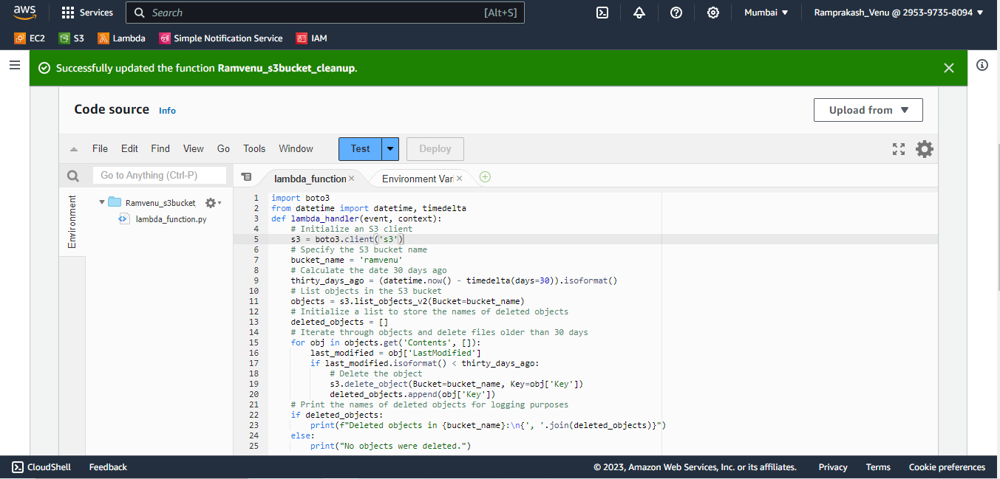 aws Services Search [Alt+S] Mumbai ▼ Ramprakash_Venu @ 2953-9735-8094 ▼
EC2 S3 Lambda Simple Notification Service IAM
Successfully updated the function Ramvenu_s3bucket_cleanup.
Code source Info Upload from ▼
File Edit Find View Go Tools Window Test Deploy
Go to Anything (Ctrl-P) lambda_function × Environment Vari ×
Environment
Ramvenu_s3bucket
lambda_function.py
1 import boto3
2 from datetime import datetime, timedelta
3 def lambda_handler(event, context):
4     # Initialize an S3 client
5     s3 = boto3.client('s3')
6     # Specify the S3 bucket name
7     bucket_name = 'ramvenu'
8     # Calculate the date 30 days ago
9     thirty_days_ago = (datetime.now() - timedelta(days=30)).isoformat()
10     # List objects in the S3 bucket
11     objects = s3.list_objects_v2(Bucket=bucket_name)
12     # Initialize a list to store the names of deleted objects
13     deleted_objects = []
14     # Iterate through objects and delete files older than 30 days
15     for obj in objects.get('Contents', []):
16         last_modified = obj['LastModified']
17         if last_modified.isoformat() < thirty_days_ago:
18             # Delete the object
19             s3.delete_object(Bucket=bucket_name, Key=obj['Key'])
20             deleted_objects.append(obj['Key'])
21     # Print the names of deleted objects for logging purposes
22     if deleted_objects:
23         print(f"Deleted objects in {bucket_name}:\n{', '.join(deleted_objects)}")
24     else:
25         print("No objects were deleted.")
CloudShell Feedback © 2023, Amazon Web Services, Inc. or its affiliates. Privacy Terms Cookie preferences